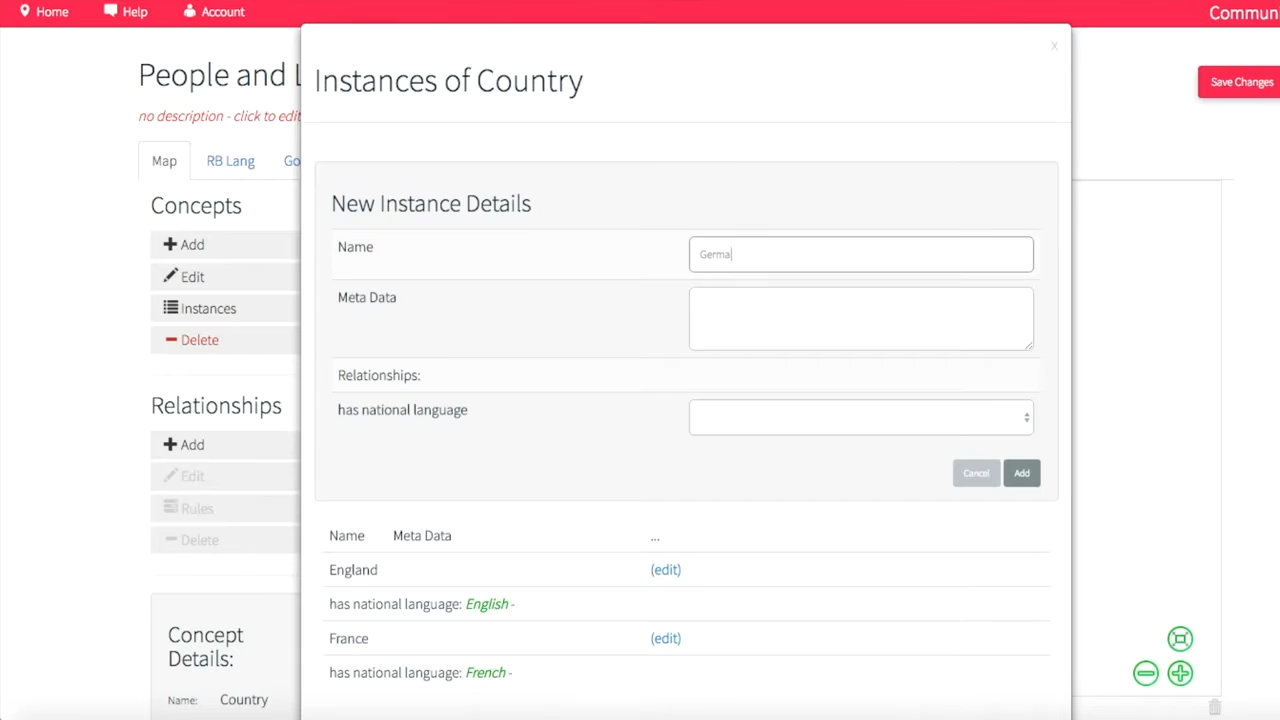 Home Help Account Communi
People and L
no description - click to edit
Save Changes
Map RB Lang Go
Concepts
Add
Edit
Instances
Delete
Relationships
Add
Edit
Rules
Delete
Concept
Details:
Name: Country
x
Instances of Country
New Instance Details
Name Germa
Meta Data
Relationships:
has national language
Cancel Add
Name Meta Data ...
England (edit)
has national language: English -
France (edit)
has national language: French -